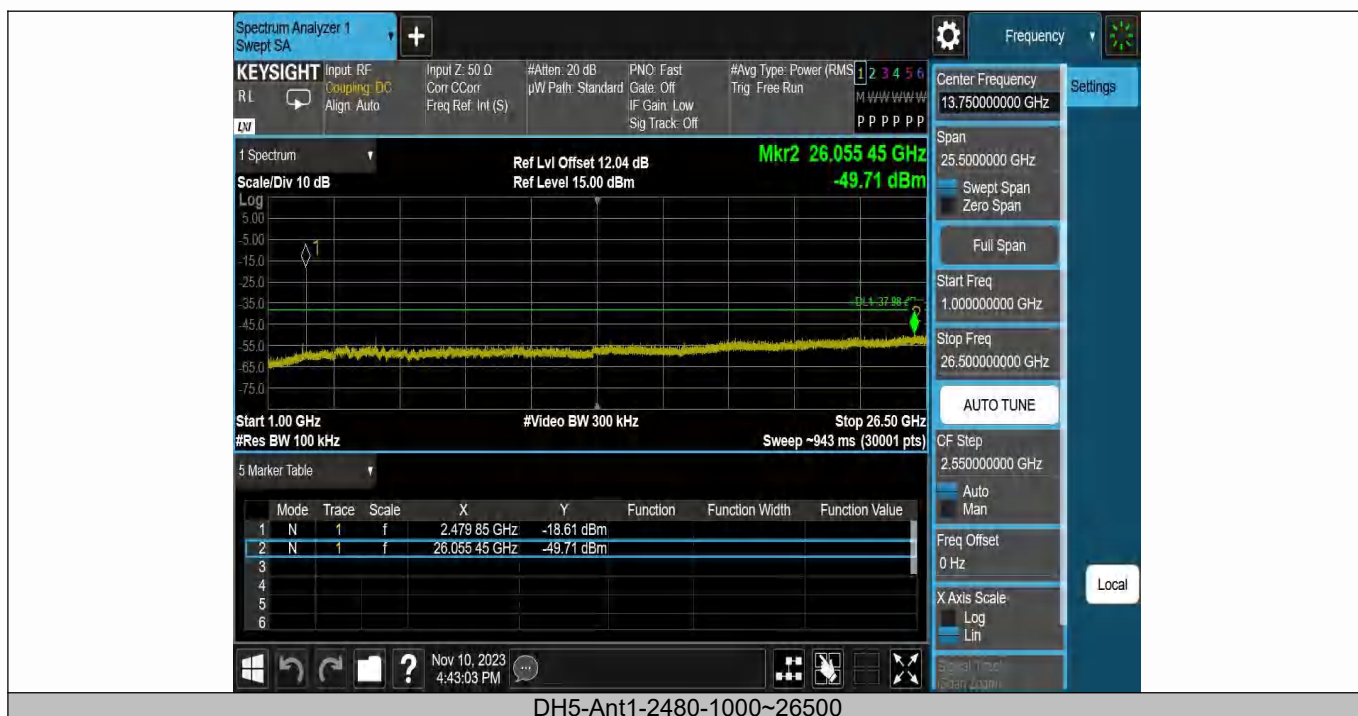 Spectrum Analyzer 1
Swept SA
Frequency
KEYSIGHT
RL
LXI
Input: RF
Coupling: DC
Align: Auto
Input Z: 50 Ω
Corr CCorr
Freq Ref: Int (S)
#Atten: 20 dB
µW Path: Standard
PNO: Fast
Gate: Off
IF Gain: Low
Sig Track: Off
#Avg Type: Power (RMS
Trig: Free Run
1 2 3 4 5 6
M W W W W W
P P P P P P
1 Spectrum
Scale/Div 10 dB
Ref Lvl Offset 12.04 dB
Ref Level 15.00 dBm
Mkr2 26.055 45 GHz
-49.71 dBm
Log
5.00
-5.00
-15.0
-25.0
-35.0
-45.0
-55.0
-65.0
-75.0
1
Start 1.00 GHz
#Res BW 100 kHz
#Video BW 300 kHz
Stop 26.50 GHz
Sweep ~943 ms (30001 pts)
5 Marker Table
Mode Trace Scale X Y Function Function Width Function Value
1 N 1 f 2.479 85 GHz -18.61 dBm
2 N 1 f 26.055 45 GHz -49.71 dBm
3
4
5
6
Nov 10, 2023
4:43:03 PM
Center Frequency
13.750000000 GHz
Settings
Span
25.5000000 GHz
Swept Span
Zero Span
Full Span
Start Freq
1.000000000 GHz
Stop Freq
26.500000000 GHz
AUTO TUNE
CF Step
2.550000000 GHz
Auto
Man
Freq Offset
0 Hz
X Axis Scale
Log
Lin
Local
DH5-Ant1-2480-1000~26500